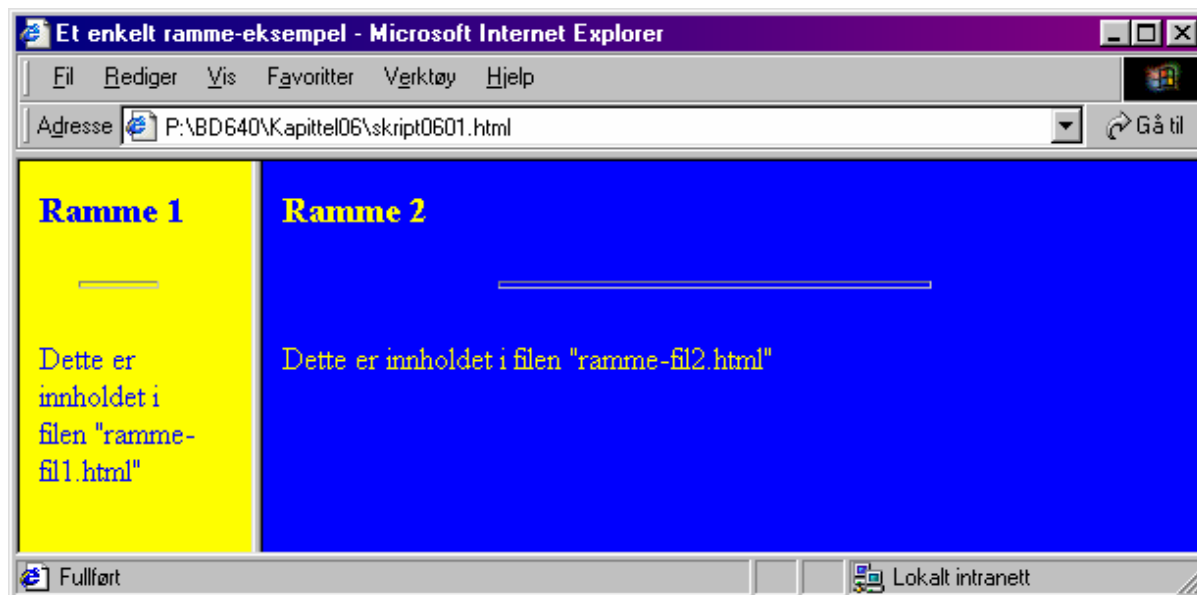 Et enkelt ramme-eksempel - Microsoft Internet Explorer
Fil Rediger Vis Favoritter Verktøy Hjelp
Adresse P:\BD640\Kapittel06\skript0601.html Gå til
Ramme 1
Dette er
innholdet i
filen "ramme-
fil1.html"
Ramme 2
Dette er innholdet i filen "ramme-fil2.html"
Fullført Lokalt intranett